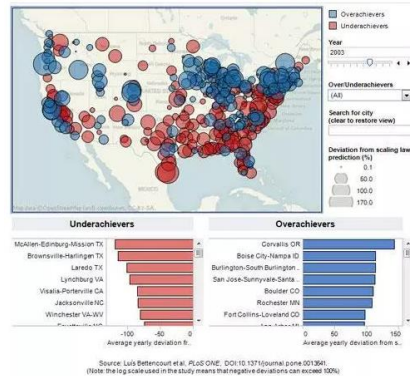 Overachievers
Underachievers
Year
2003
Over/Underachievers
(All)
Search for city
(clear to restore view)
Deviation from scaling law
prediction (%)
0.1
50.0
100.0
170.0
MEXICO
Underachievers
McAllen-Edinburg-Mission TX
Brownsville-Harlingen TX
Laredo TX
Lynchburg VA
Visalia-Porterville CA
Jacksonville NC
Winchester VA-WV
-100 -50 0
Average yearly deviation fr..
Overachievers
Corvallis OR
Boise City-Nampa ID
Burlington-South Burlington..
San Jose-Sunnyvale-Santa...
Boulder CO
Rochester MN
Fort Collins-Loveland CO
0 50 100 150
Average yearly deviation from s..
Source: Luís Bettencourt et al, PLoS ONE, DOI:10.1371/journal.pone.0013541.
(Note: the log scale used in the study means that negative deviations can exceed 100%)